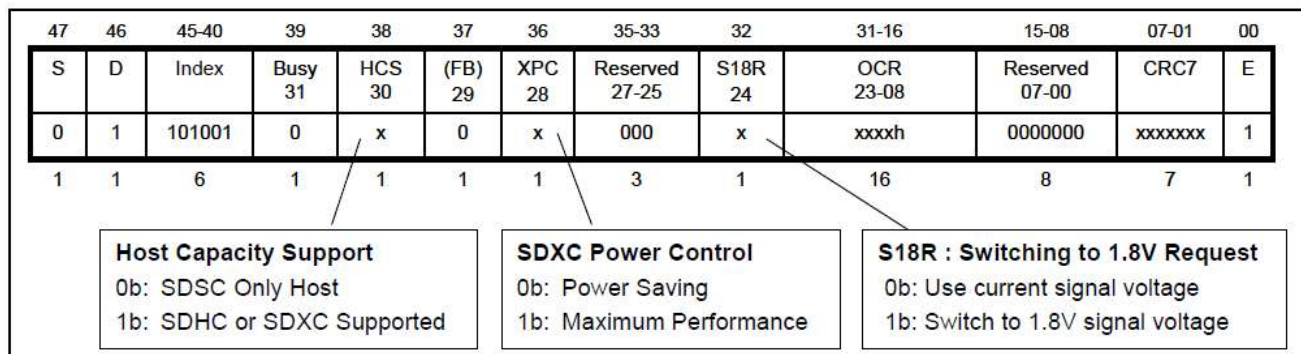 47 46 45-40 39 38 37 36 35-33 32 31-16 15-08 07-01 00
S D Index Busy HCS (FB) XPC Reserved S18R OCR Reserved CRC7 E
31 30 29 28 27-25 24 23-08 07-00
0 1 101001 0 x 0 x 000 x xxxxh 0000000 xxxxxxx 1
1 1 6 1 1 1 1 3 1 16 8 7 1
Host Capacity Support
0b: SDSC Only Host
1b: SDHC or SDXC Supported
SDXC Power Control
0b: Power Saving
1b: Maximum Performance
S18R : Switching to 1.8V Request
0b: Use current signal voltage
1b: Switch to 1.8V signal voltage